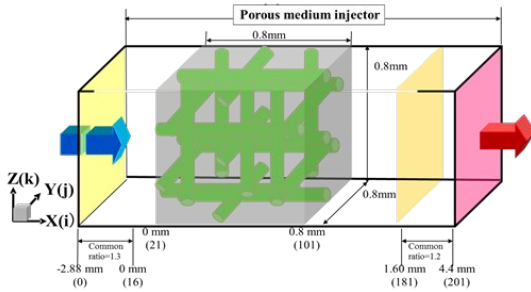 Porous medium injector
0.8mm
0.8mm
0.8mm
Z(k)
Y(j)
X(i)
0 mm
(21)
0.8 mm
(101)
Common
ratio=1.3
Common
ratio=1.2
-2.88 mm
(0)
0 mm
(16)
1.60 mm
(181)
4.4 mm
(201)